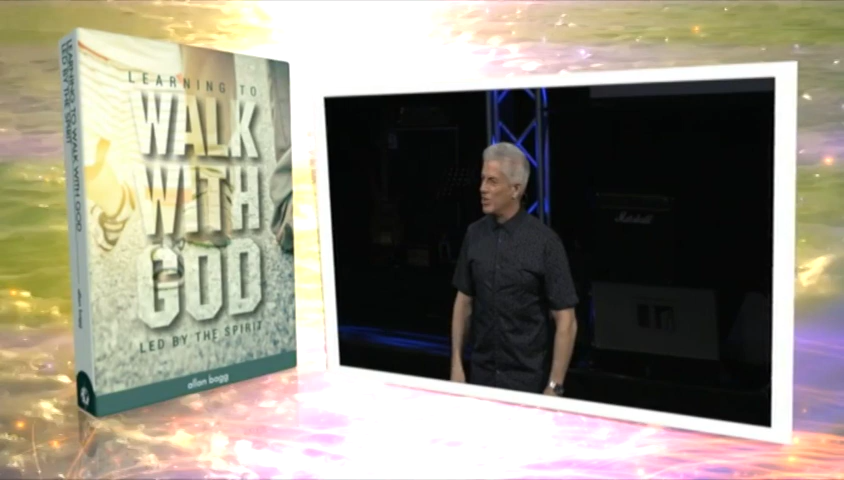 LEARNING TO WALK WITH GOD
LED BY THE SPIRIT
allan bagg
LEARNING TO
WALK
WITH
GOD
LED BY THE SPIRIT
allan bagg
Marshall